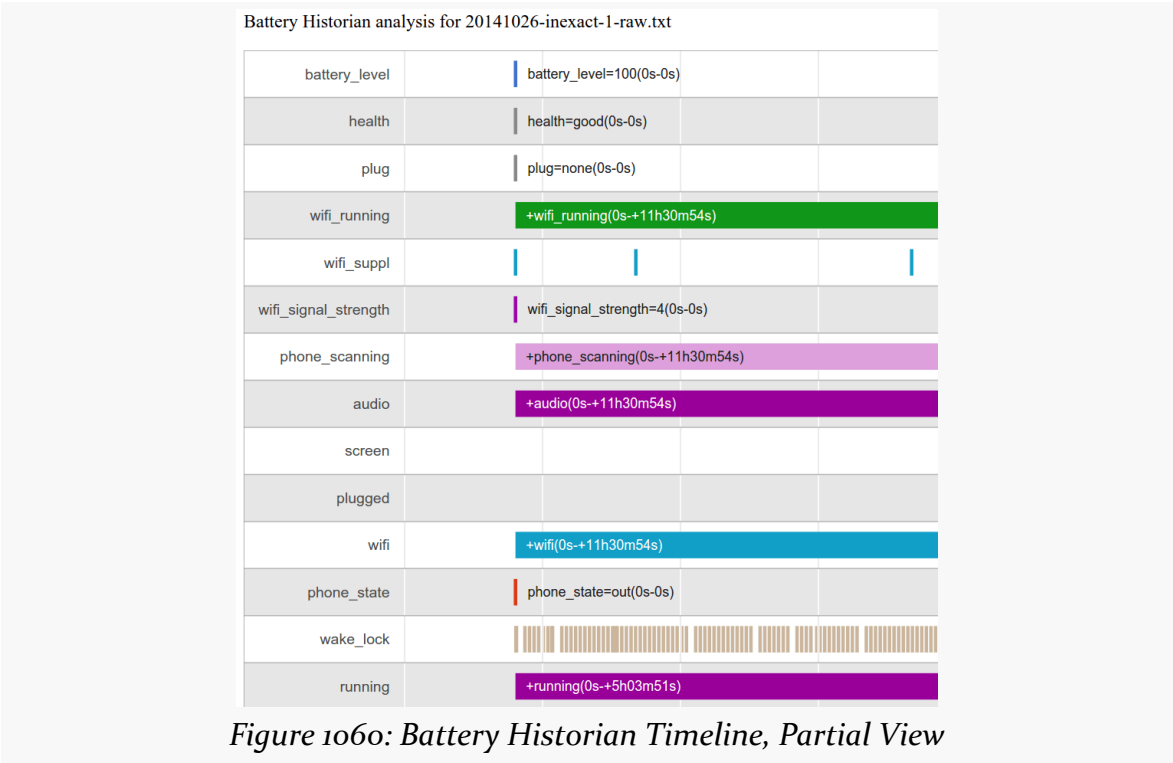 Battery Historian analysis for 20141026-inexact-1-raw.txt
battery_level battery_level=100(0s-0s)
health health=good(0s-0s)
plug plug=none(0s-0s)
wifi_running +wifi_running(0s-+11h30m54s)
wifi_suppl
wifi_signal_strength wifi_signal_strength=4(0s-0s)
phone_scanning +phone_scanning(0s-+11h30m54s)
audio +audio(0s-+11h30m54s)
screen
plugged
wifi +wifi(0s-+11h30m54s)
phone_state phone_state=out(0s-0s)
wake_lock
running +running(0s-+5h03m51s)
Figure 1060: Battery Historian Timeline, Partial View